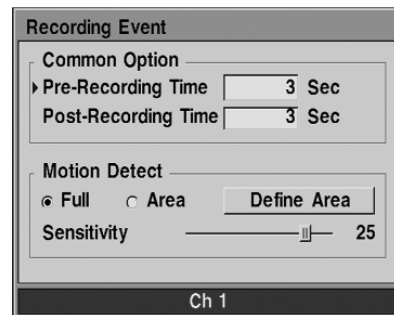 Recording Event
Common Option
Pre-Recording Time 3 Sec
Post-Recording Time 3 Sec
Motion Detect
Full Area Define Area
Sensitivity 25
Ch 1